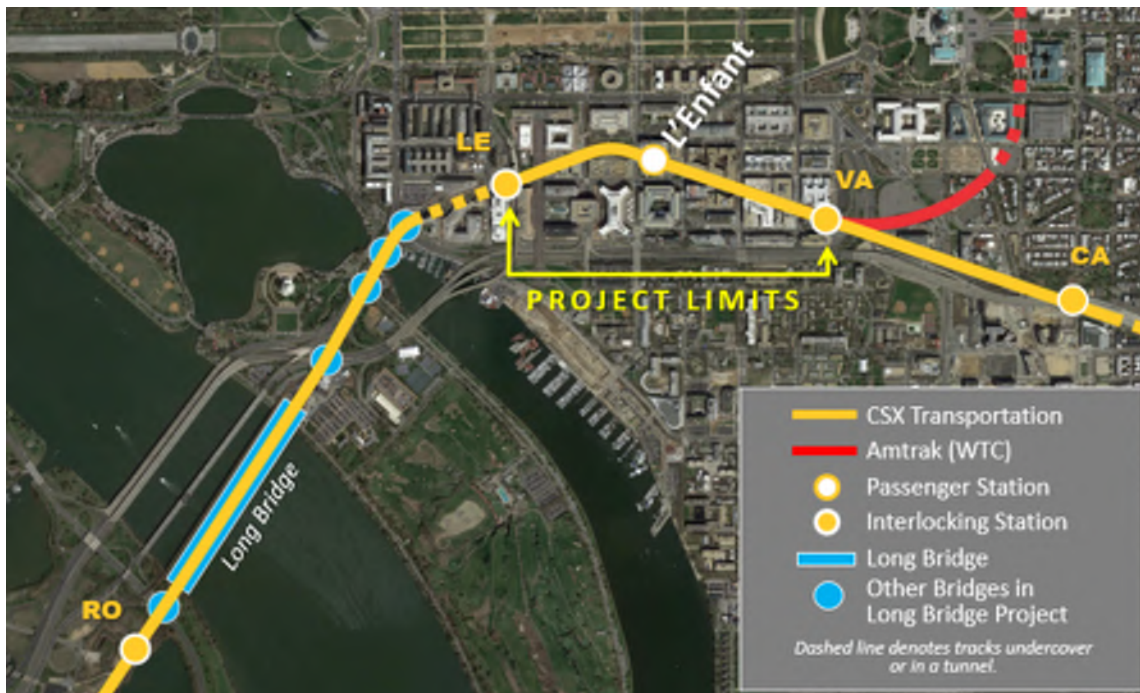 L'Enfant
LE
VA
CA
PROJECT LIMITS
Long Bridge
RO
CSX Transportation
Amtrak (WTC)
Passenger Station
Interlocking Station
Long Bridge
Other Bridges in
Long Bridge Project
Dashed line denotes tracks undercover
or in a tunnel.